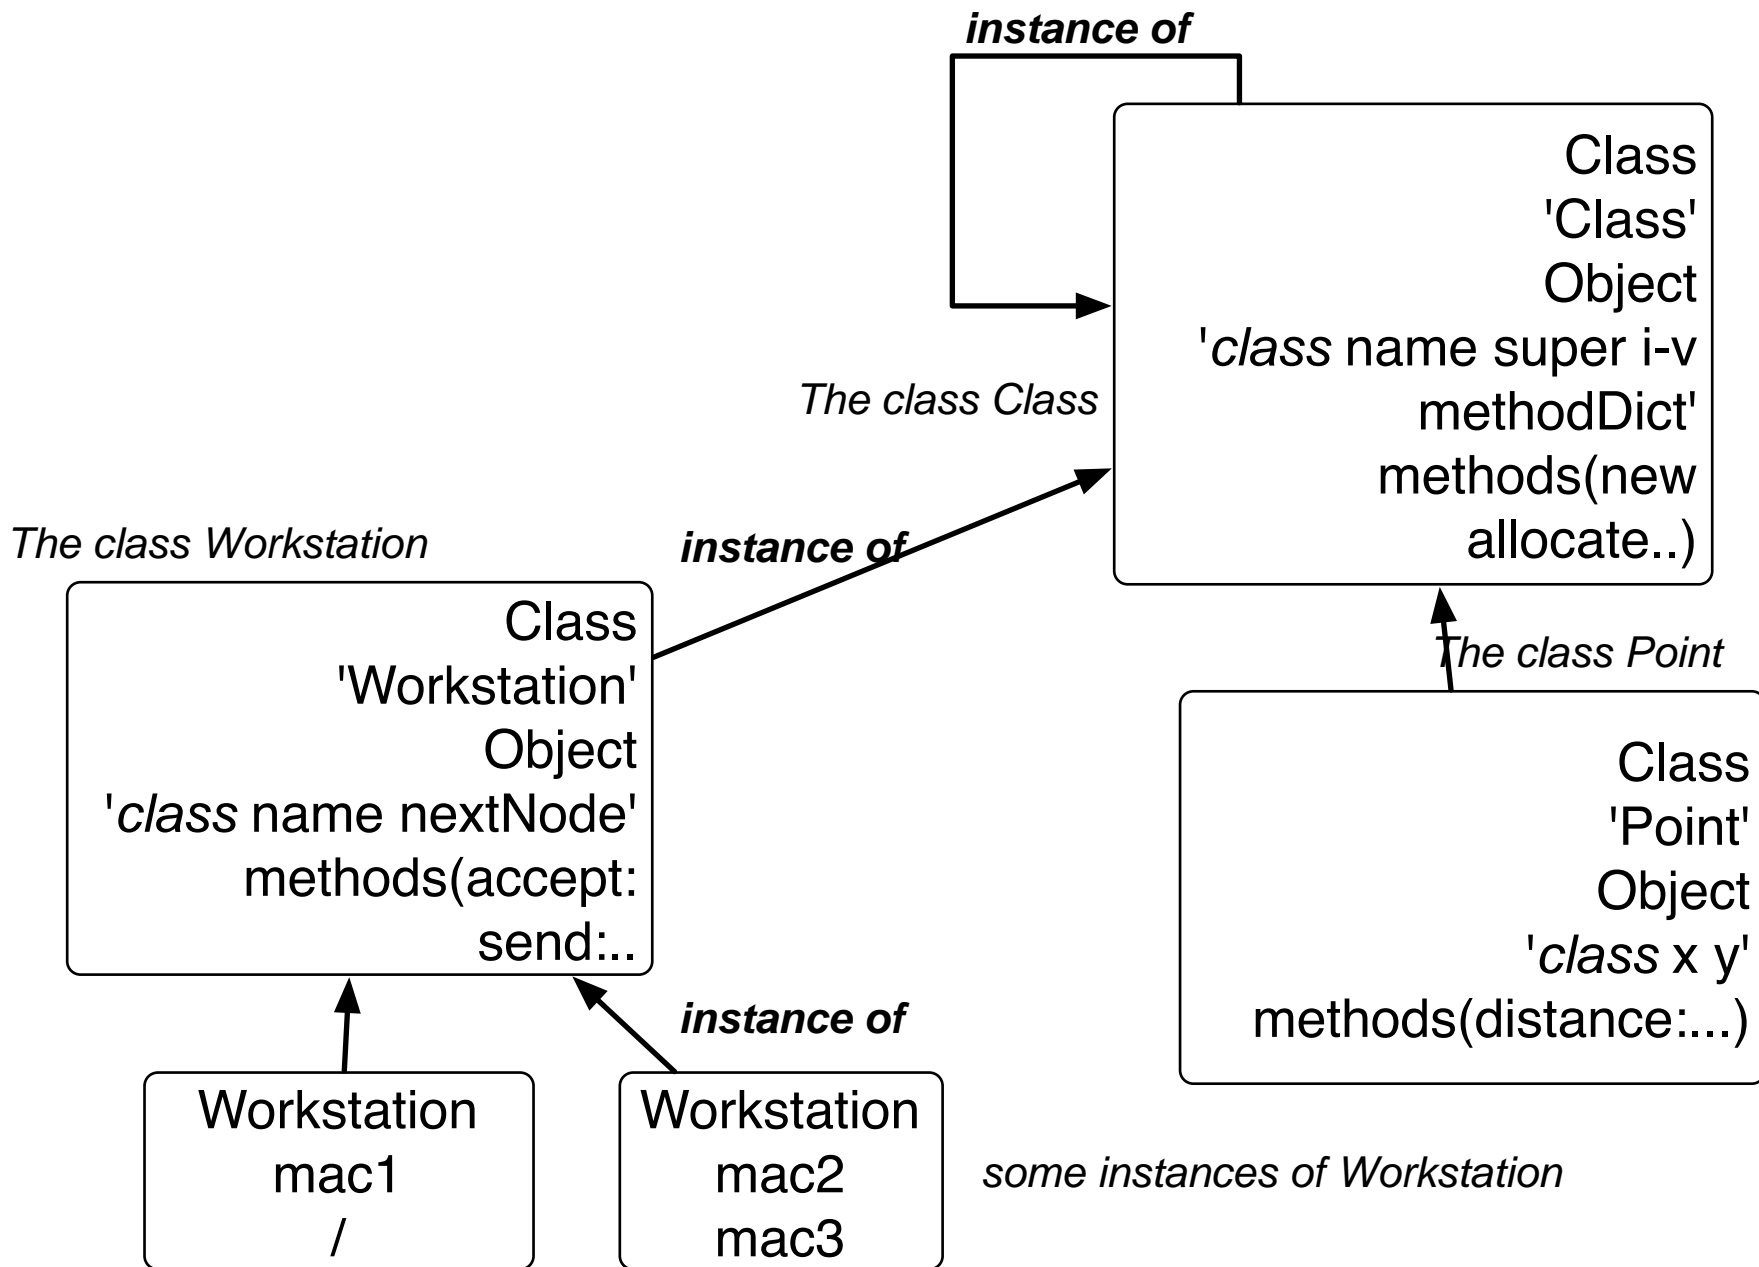 instance of
Class
'Class'
Object
'class name super i-v
methodDict'
methods(new
allocate..)
The class Class
The class Workstation
instance of
Class
'Workstation'
Object
'class name nextNode'
methods(accept:
send:..
The class Point
Class
'Point'
Object
'class x y'
methods(distance:...)
instance of
Workstation
mac1
/
Workstation
mac2
mac3
some instances of Workstation